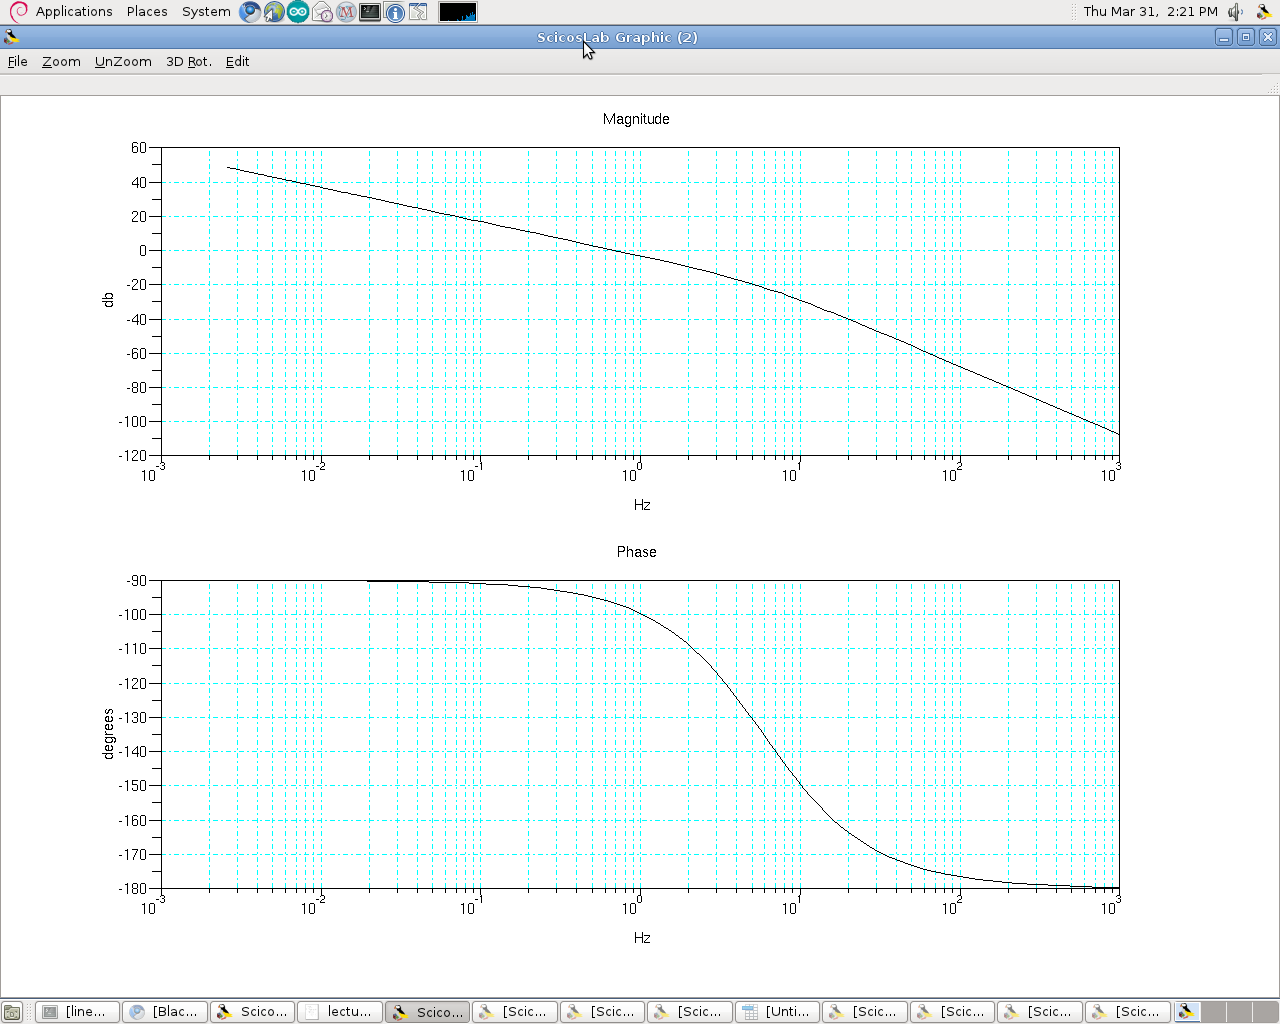 Applications Places System Thu Mar 31, 2:21 PM
ScicosLab Graphic (2)
File Zoom UnZoom 3D Rot. Edit
Magnitude
60
40
20
0
-20
-40
-60
-80
-100
-120
db
10^-3 10^-2 10^-1 10^0 10^1 10^2 10^3
Hz
Phase
-90
-100
-110
-120
-130
-140
-150
-160
-170
-180
degrees
10^-3 10^-2 10^-1 10^0 10^1 10^2 10^3
Hz
[line... [Blac... Scico... lectu... Scico... [Scic... [Scic... [Scic... [Unti... [Scic... [Scic... [Scic... [Scic...